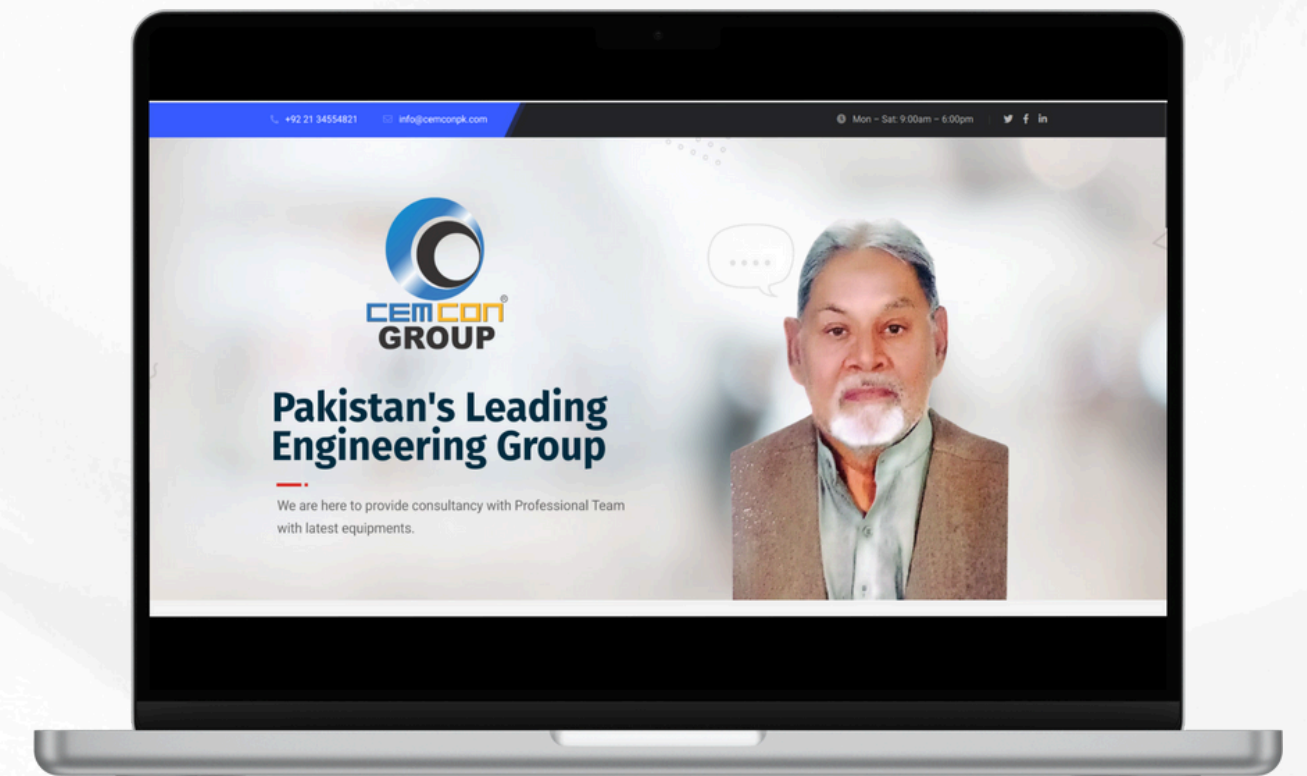 +92 21 34554821
info@cemconpk.com
Mon – Sat: 9:00am – 6:00pm
CEMCON®
GROUP
Pakistan's Leading
Engineering Group
We are here to provide consultancy with Professional Team
with latest equipments.